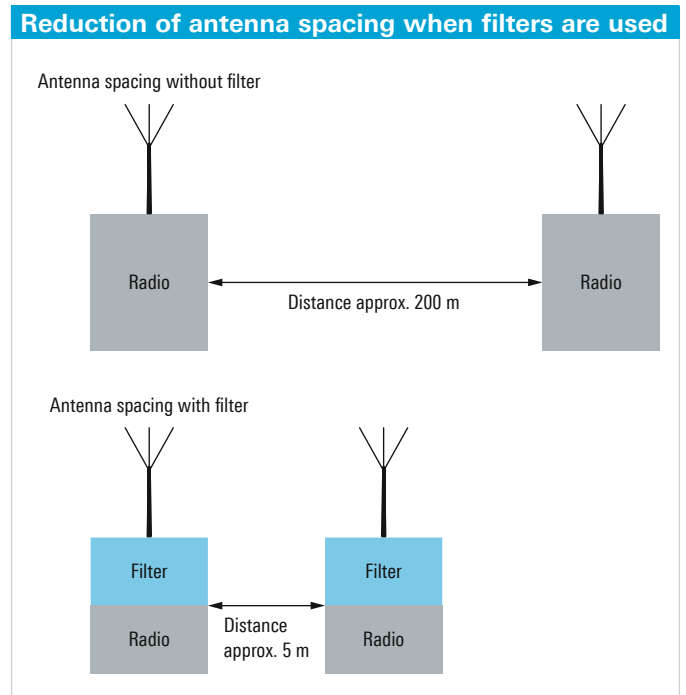 Reduction of antenna spacing when filters are used
Antenna spacing without filter
Radio
Radio
Distance approx. 200 m
Antenna spacing with filter
Filter
Filter
Radio
Distance
approx. 5 m
Radio